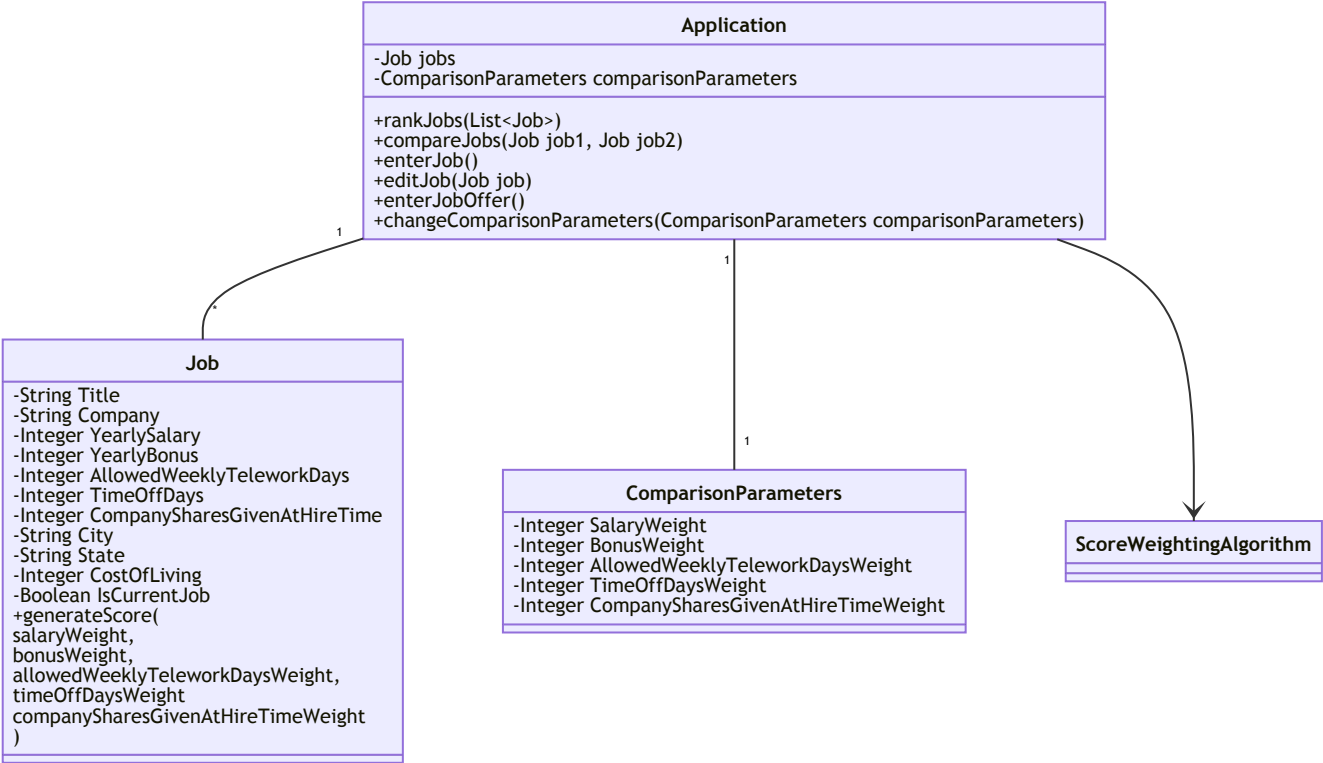 Application
-Job jobs
-ComparisonParameters comparisonParameters
+rankJobs(List<Job>)
+compareJobs(Job job1, Job job2)
+enterJob()
+editJob(Job job)
+enterJobOffer()
+changeComparisonParameters(ComparisonParameters comparisonParameters)
1
*
1
1
Job
-String Title
-String Company
-Integer YearlySalary
-Integer YearlyBonus
-Integer AllowedWeeklyTeleworkDays
-Integer TimeOffDays
-Integer CompanySharesGivenAtHireTime
-String City
-String State
-Integer CostOfLiving
-Boolean IsCurrentJob
+generateScore(
salaryWeight,
bonusWeight,
allowedWeeklyTeleworkDaysWeight,
timeOffDaysWeight
companySharesGivenAtHireTimeWeight
)
ComparisonParameters
-Integer SalaryWeight
-Integer BonusWeight
-Integer AllowedWeeklyTeleworkDaysWeight
-Integer TimeOffDaysWeight
-Integer CompanySharesGivenAtHireTimeWeight
ScoreWeightingAlgorithm